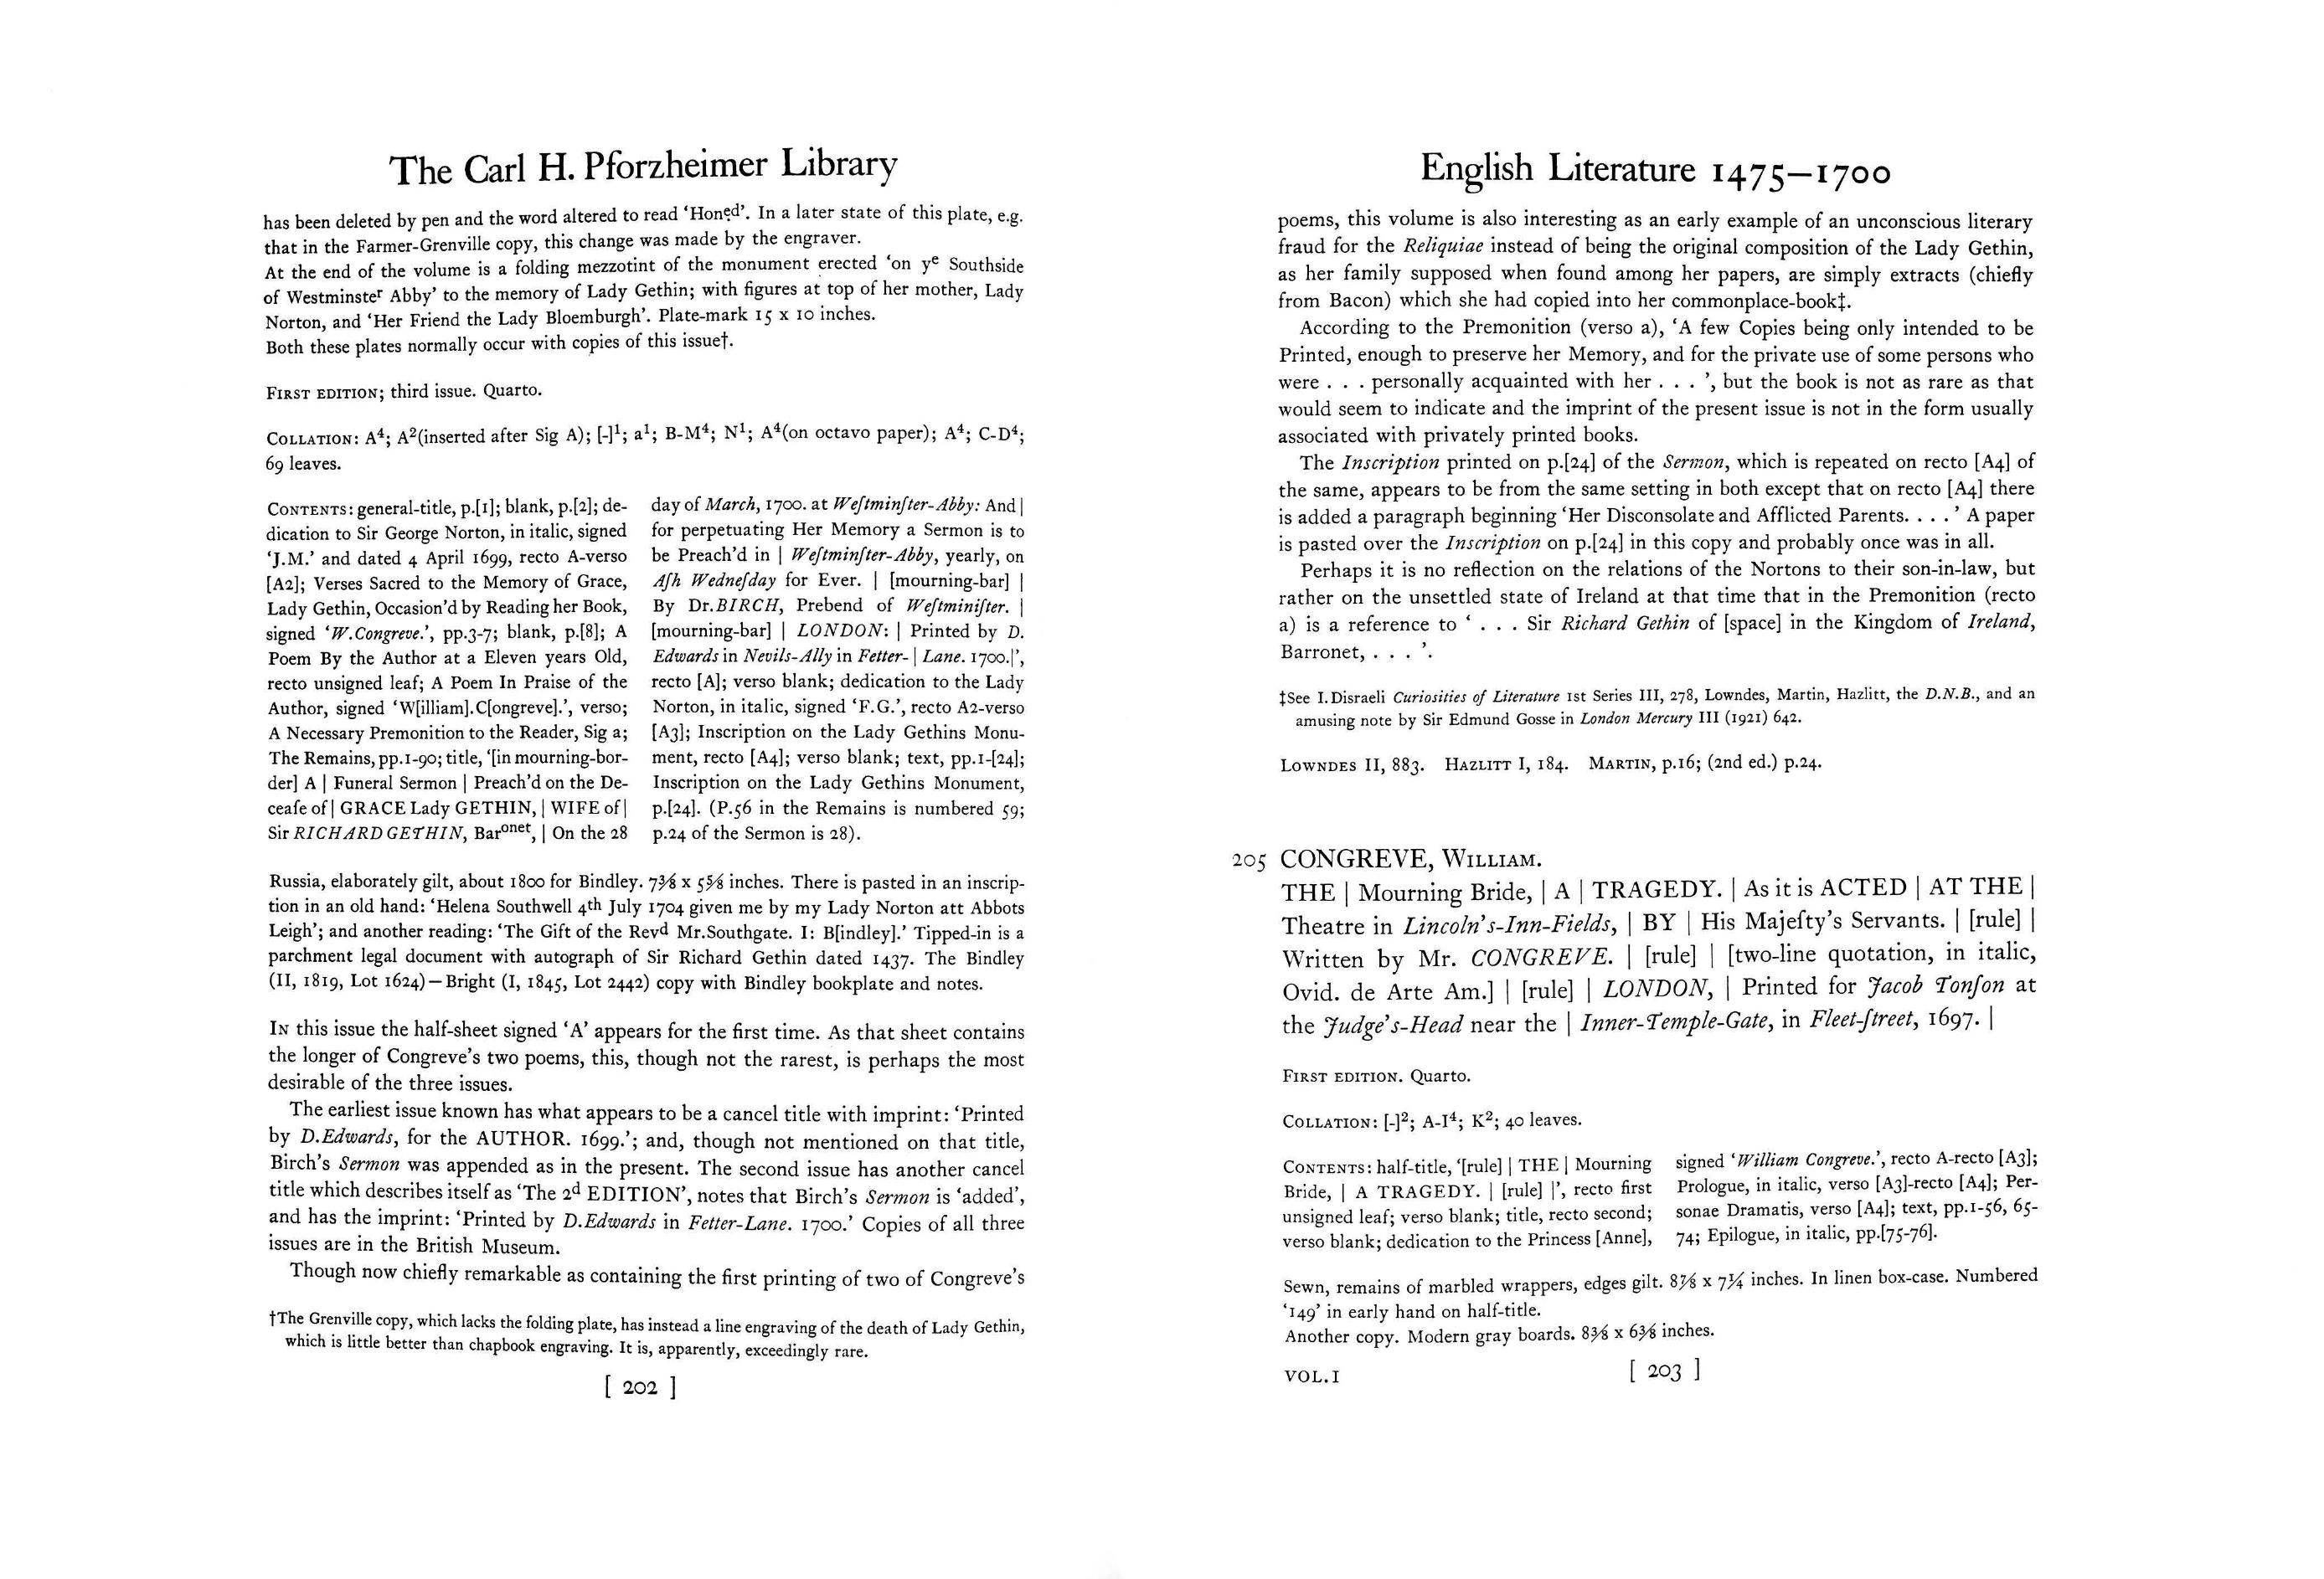 The Carl H. Pforzheimer Library
has been deleted by pen and the word altered to read ‘Honed’. In a later state of this plate, e.g.
that in the Farmer-Grenville copy, this change was made by the engraver.
At the end of the volume is a folding mezzotint of the monument erected ‘on yᵉ Southside
of Westminsteʳ Abby’ to the memory of Lady Gethin; with figures at top of her mother, Lady
Norton, and ‘Her Friend the Lady Bloemburgh’. Plate-mark 15 x 10 inches.
Both these plates normally occur with copies of this issue†.
FIRST EDITION; third issue. Quarto.
COLLATION: A⁴; A²(inserted after Sig A); [-]¹; a¹; B-M⁴; N¹; A⁴(on octavo paper); A⁴; C-D⁴;
69 leaves.
CONTENTS: general-title, p.[1]; blank, p.[2]; de-
dication to Sir George Norton, in italic, signed
‘J.M.’ and dated 4 April 1699, recto A-verso
[A2]; Verses Sacred to the Memory of Grace,
Lady Gethin, Occasion’d by Reading her Book,
signed ‘W.Congreve.’, pp.3-7; blank, p.[8]; A
Poem By the Author at a Eleven years Old,
recto unsigned leaf; A Poem In Praise of the
Author, signed ‘W[illiam].C[ongreve].’, verso;
A Necessary Premonition to the Reader, Sig a;
The Remains, pp.1-90; title, ‘[in mourning-bor-
der] A | Funeral Sermon | Preach’d on the De-
ceaſe of | GRACE Lady GETHIN, | WIFE of |
Sir RICHARD GETHIN, Barᵒⁿᵉᵗ, | On the 28
day of March, 1700. at Weſtminſter-Abby: And |
for perpetuating Her Memory a Sermon is to
be Preach’d in | Weſtminſter-Abby, yearly, on
Aſh Wedneſday for Ever. | [mourning-bar] |
By Dr.BIRCH, Prebend of Weſtminiſter. |
[mourning-bar] | LONDON: | Printed by D.
Edwards in Nevils-Ally in Fetter- | Lane. 1700.|’,
recto [A]; verso blank; dedication to the Lady
Norton, in italic, signed ‘F.G.’, recto A2-verso
[A3]; Inscription on the Lady Gethins Monu-
ment, recto [A4]; verso blank; text, pp.1-[24];
Inscription on the Lady Gethins Monument,
p.[24]. (P.56 in the Remains is numbered 59;
p.24 of the Sermon is 28).
Russia, elaborately gilt, about 1800 for Bindley. 7⅜ x 5⅝ inches. There is pasted in an inscrip-
tion in an old hand: ‘Helena Southwell 4ᵗʰ July 1704 given me by my Lady Norton att Abbots
Leigh’; and another reading: ‘The Gift of the Revᵈ Mr.Southgate. I: B[indley].’ Tipped-in is a
parchment legal document with autograph of Sir Richard Gethin dated 1437. The Bindley
(II, 1819, Lot 1624)—Bright (I, 1845, Lot 2442) copy with Bindley bookplate and notes.
IN this issue the half-sheet signed ‘A’ appears for the first time. As that sheet contains
the longer of Congreve’s two poems, this, though not the rarest, is perhaps the most
desirable of the three issues.
The earliest issue known has what appears to be a cancel title with imprint: ‘Printed
by D.Edwards, for the AUTHOR. 1699.’; and, though not mentioned on that title,
Birch’s Sermon was appended as in the present. The second issue has another cancel
title which describes itself as ‘The 2ᵈ EDITION’, notes that Birch’s Sermon is ‘added’,
and has the imprint: ‘Printed by D.Edwards in Fetter-Lane. 1700.’ Copies of all three
issues are in the British Museum.
Though now chiefly remarkable as containing the first printing of two of Congreve’s
†The Grenville copy, which lacks the folding plate, has instead a line engraving of the death of Lady Gethin,
which is little better than chapbook engraving. It is, apparently, exceedingly rare.
[ 202 ]
English Literature 1475—1700
poems, this volume is also interesting as an early example of an unconscious literary
fraud for the Reliquiae instead of being the original composition of the Lady Gethin,
as her family supposed when found among her papers, are simply extracts (chiefly
from Bacon) which she had copied into her commonplace-book‡.
According to the Premonition (verso a), ‘A few Copies being only intended to be
Printed, enough to preserve her Memory, and for the private use of some persons who
were . . . personally acquainted with her . . . ’, but the book is not as rare as that
would seem to indicate and the imprint of the present issue is not in the form usually
associated with privately printed books.
The Inscription printed on p.[24] of the Sermon, which is repeated on recto [A4] of
the same, appears to be from the same setting in both except that on recto [A4] there
is added a paragraph beginning ‘Her Disconsolate and Afflicted Parents. . . . ’ A paper
is pasted over the Inscription on p.[24] in this copy and probably once was in all.
Perhaps it is no reflection on the relations of the Nortons to their son-in-law, but
rather on the unsettled state of Ireland at that time that in the Premonition (recto
a) is a reference to ‘ . . . Sir Richard Gethin of [space] in the Kingdom of Ireland,
Barronet, . . . ’.
‡See I.Disraeli Curiosities of Literature 1st Series III, 278, Lowndes, Martin, Hazlitt, the D.N.B., and an
amusing note by Sir Edmund Gosse in London Mercury III (1921) 642.
LOWNDES II, 883. HAZLITT I, 184. MARTIN, p.16; (2nd ed.) p.24.
205 CONGREVE, WILLIAM.
THE | Mourning Bride, | A | TRAGEDY. | As it is ACTED | AT THE |
Theatre in Lincoln’s-Inn-Fields, | BY | His Majeſty’s Servants. | [rule] |
Written by Mr. CONGREVE. | [rule] | [two-line quotation, in italic,
Ovid. de Arte Am.] | [rule] | LONDON, | Printed for Jacob Tonſon at
the Judge’s-Head near the | Inner-Temple-Gate, in Fleet-ſtreet, 1697. |
FIRST EDITION. Quarto.
COLLATION: [-]²; A-I⁴; K²; 40 leaves.
CONTENTS: half-title, ‘[rule] | THE | Mourning
Bride, | A TRAGEDY. | [rule] |’, recto first
unsigned leaf; verso blank; title, recto second;
verso blank; dedication to the Princess [Anne],
signed ‘William Congreve.’, recto A-recto [A3];
Prologue, in italic, verso [A3]-recto [A4]; Per-
sonae Dramatis, verso [A4]; text, pp.1-56, 65-
74; Epilogue, in italic, pp.[75-76].
Sewn, remains of marbled wrappers, edges gilt. 8⅞ x 7¼ inches. In linen box-case. Numbered
‘149’ in early hand on half-title.
Another copy. Modern gray boards. 8⅜ x 6⅜ inches.
VOL.I
[ 203 ]